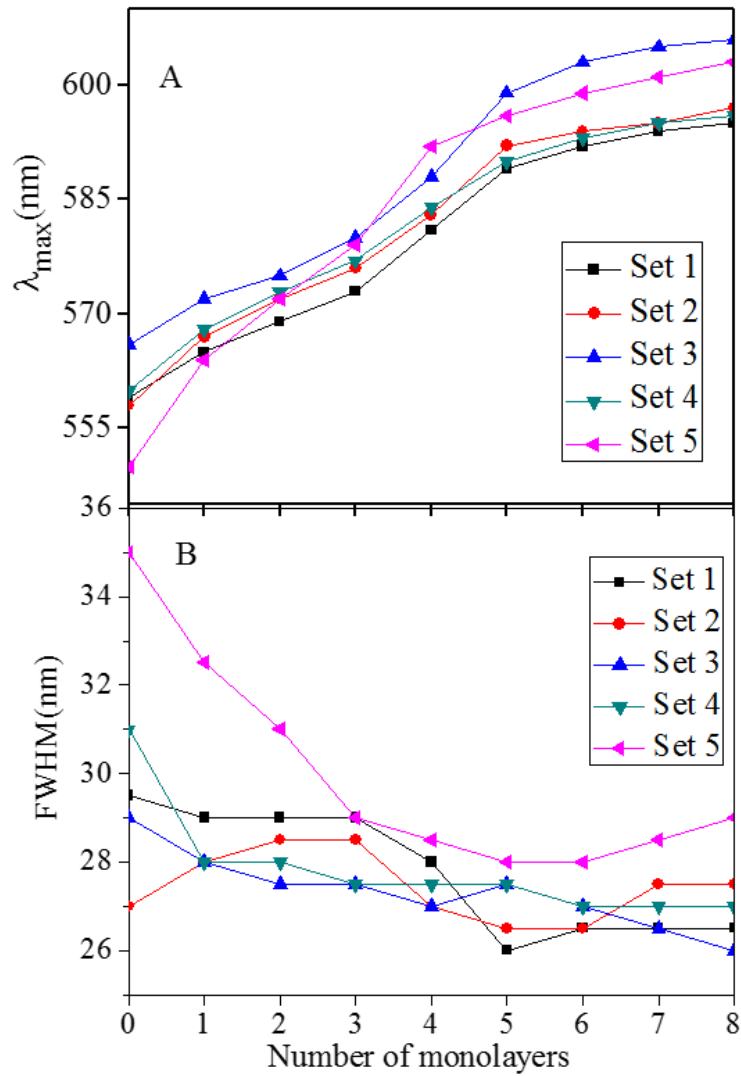 A
600
585
570
555
λmax(nm)
Set 1
Set 2
Set 3
Set 4
Set 5
B
36
34
32
30
28
26
FWHM(nm)
Set 1
Set 2
Set 3
Set 4
Set 5
0 1 2 3 4 5 6 7 8
Number of monolayers